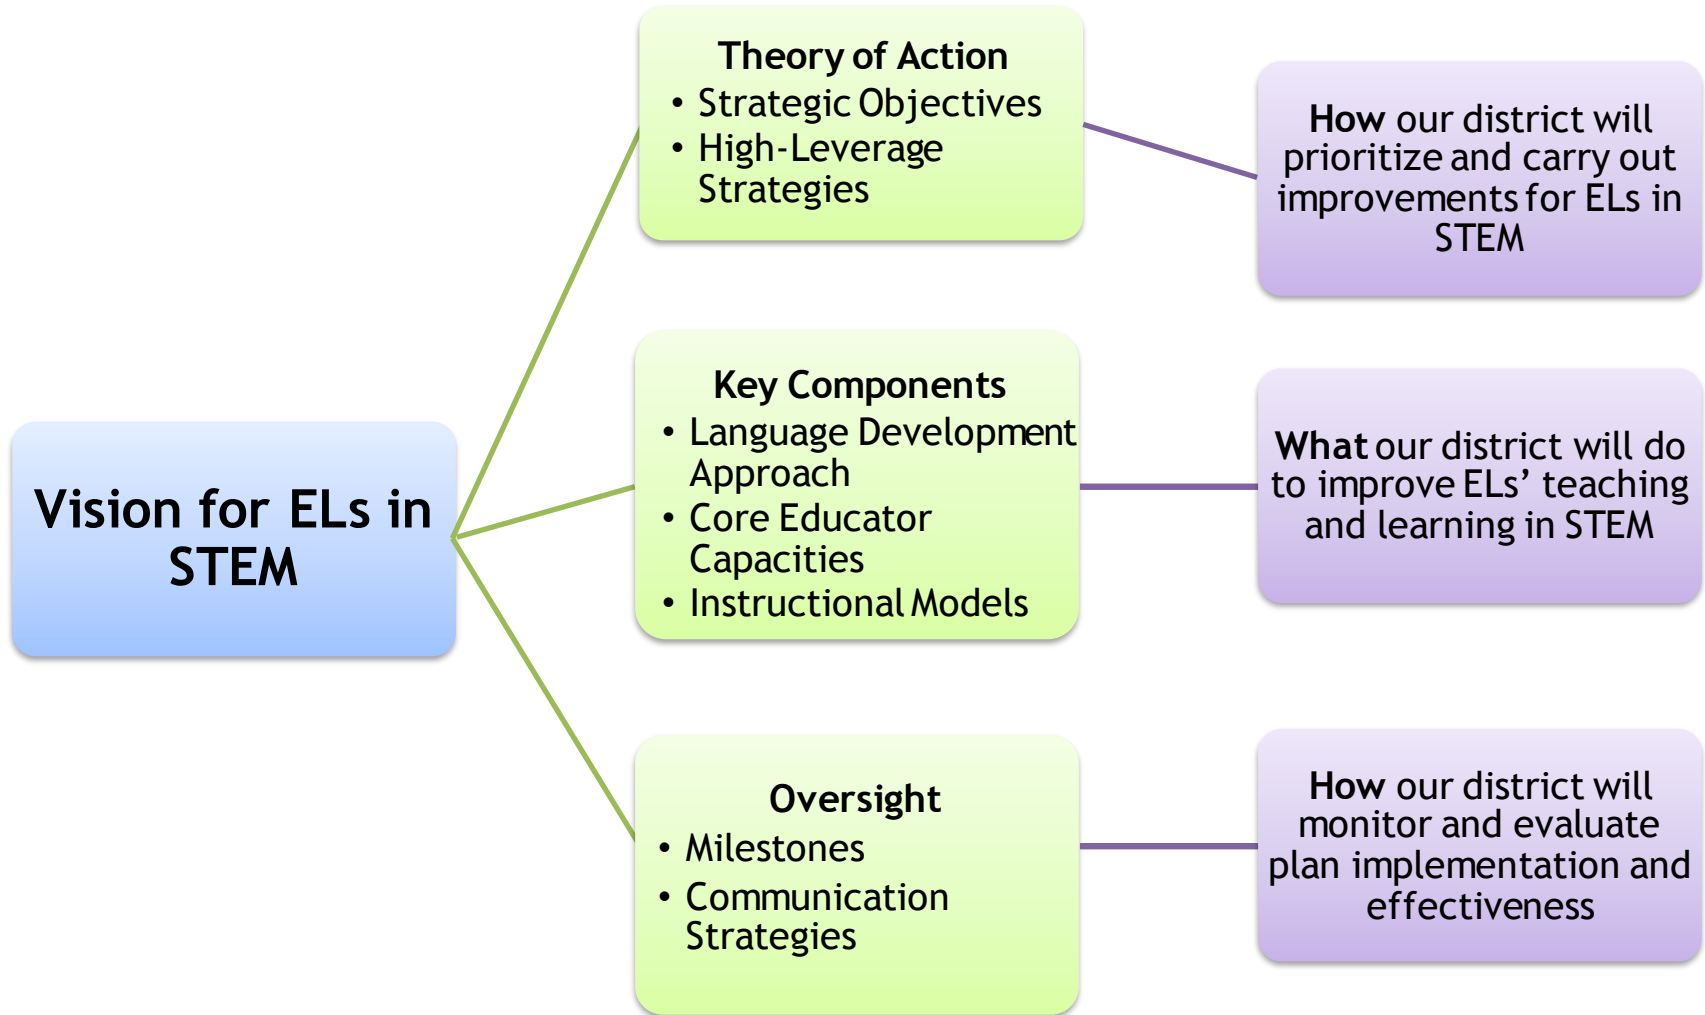 Vision for ELs in
STEM
Theory of Action
• Strategic Objectives
• High-Leverage
Strategies
How our district will
prioritize and carry out
improvements for ELs in
STEM
Key Components
• Language Development
Approach
• Core Educator
Capacities
• Instructional Models
What our district will do
to improve ELs’ teaching
and learning in STEM
Oversight
• Milestones
• Communication
Strategies
How our district will
monitor and evaluate
plan implementation and
effectiveness